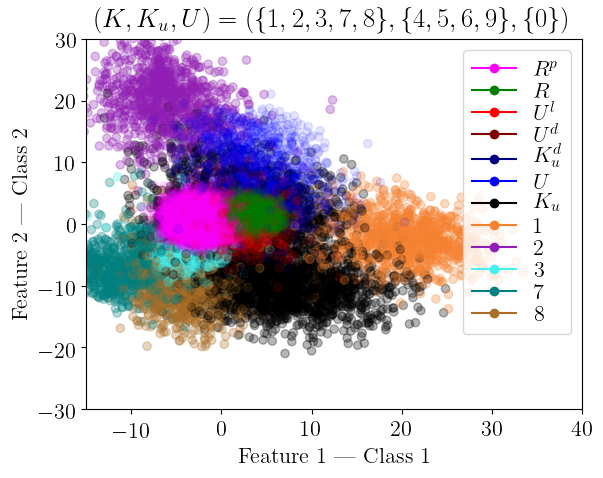 (K, K_u, U) = ({1, 2, 3, 7, 8}, {4, 5, 6, 9}, {0})
30
20
10
0
−10
−20
−30
−10
0
10
20
30
40
Feature 2 — Class 2
Feature 1 — Class 1
R^p
R
U^l
U^d
K_u^d
U
K_u
1
2
3
7
8